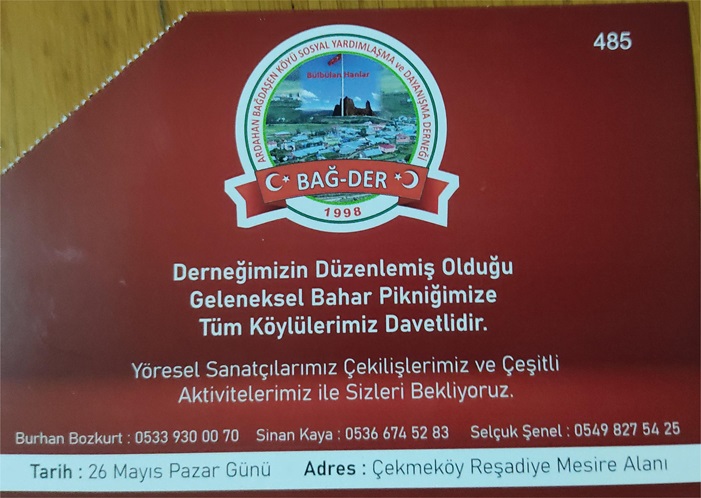 485
ARDAHAN BAĞDAŞEN KÖYÜ SOSYAL YARDIMLAŞMA ve DAYANIŞMA DERNEĞİ
Bülbülan Hanlar
BAĞ-DER
1998
Derneğimizin Düzenlemiş Olduğu
Geleneksel Bahar Pikniğimize
Tüm Köylülerimiz Davetlidir.
Yöresel Sanatçılarımız Çekilişlerimiz ve Çeşitli
Aktivitelerimiz ile Sizleri Bekliyoruz.
Burhan Bozkurt : 0533 930 00 70 Sinan Kaya : 0536 674 52 83 Selçuk Şenel : 0549 827 54 25
Tarih : 26 Mayıs Pazar Günü Adres : Çekmeköy Reşadiye Mesire Alanı